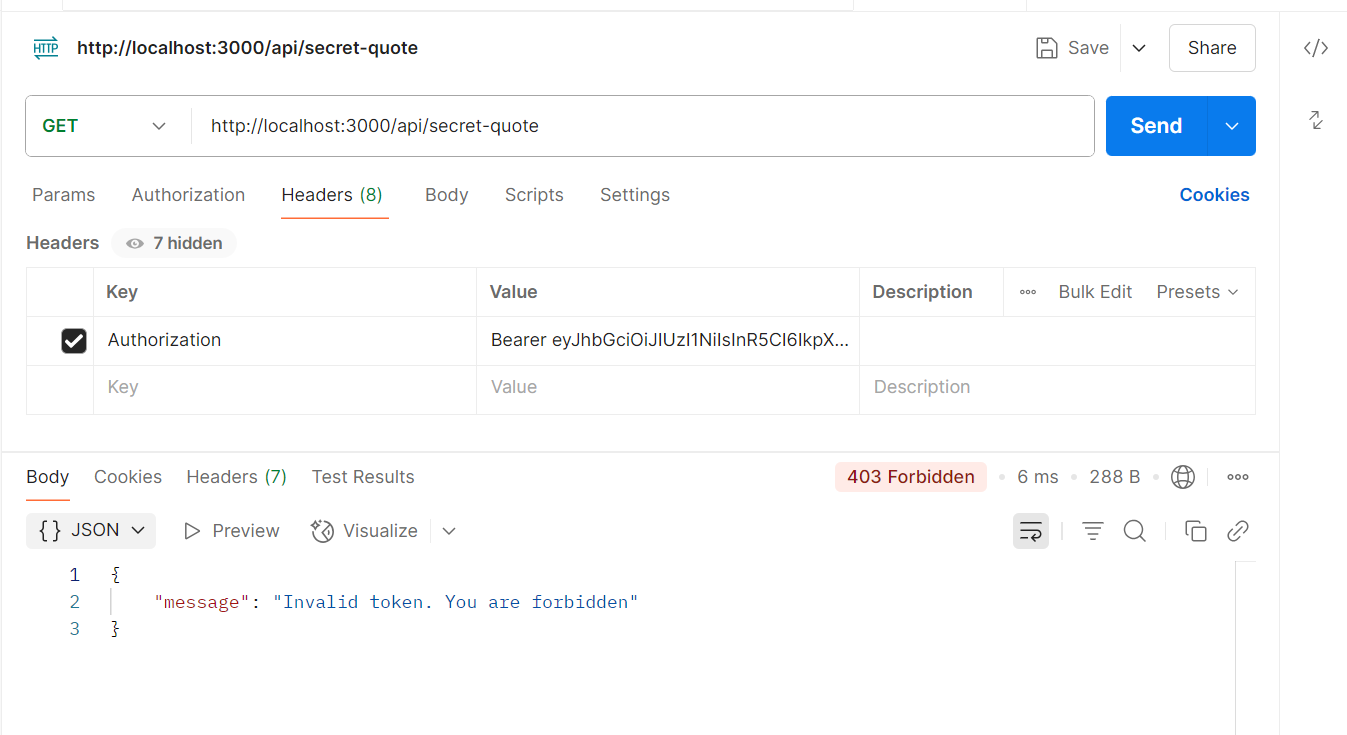 HTTP http://localhost:3000/api/secret-quote Save Share </>
GET http://localhost:3000/api/secret-quote Send
Params Authorization Headers (8) Body Scripts Settings Cookies
Headers 7 hidden
Key Value Description Bulk Edit Presets
Authorization Bearer eyJhbGciOiJIUzI1NiIsInR5CI6IkpX...
Key Value Description
Body Cookies Headers (7) Test Results 403 Forbidden • 6 ms • 288 B
{} JSON Preview Visualize
1 {
2 "message": "Invalid token. You are forbidden"
3 }